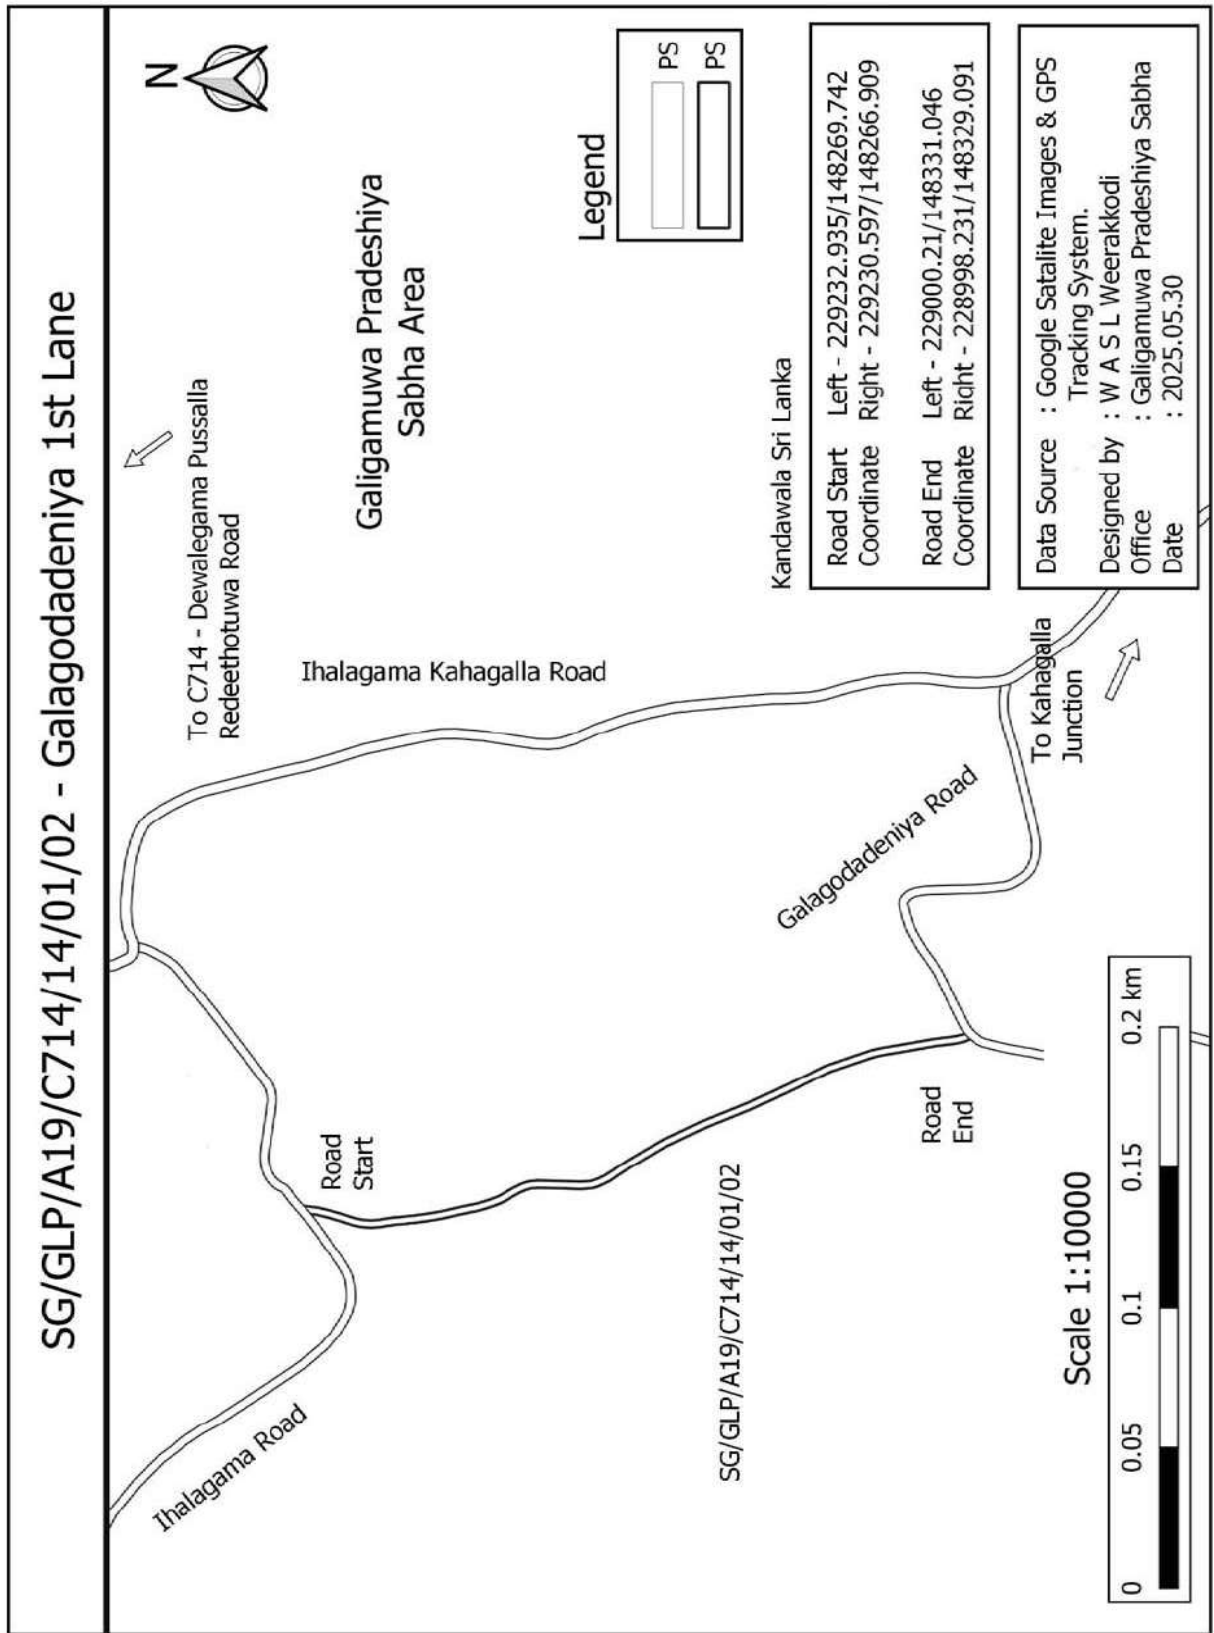 SG/GLP/A19/C714/14/01/02 - Galagodadeniya 1st Lane
N
To C714 - Dewalegama Pussalla
Redeethotuwa Road
Galigamuwa Pradeshiya
Sabha Area
Ihalagama Road
Ihalagama Kahagalla Road
Road
Start
Legend
PS
PS
SG/GLP/A19/C714/14/01/02
Galagodadeniya Road
Kandawala Sri Lanka
Road Start Left - 229232.935/148269.742
Coordinate Right - 229230.597/148266.909
Road End Left - 229000.21/148331.046
Coordinate Right - 228998.231/148329.091
Road
End
To Kahagalla
Junction
Data Source : Google Satalite Images & GPS
Tracking System.
Designed by : W A S L Weerakkodi
Office : Galigamuwa Pradeshiya Sabha
Date : 2025.05.30
Scale 1:10000
0 0.05 0.1 0.15 0.2 km